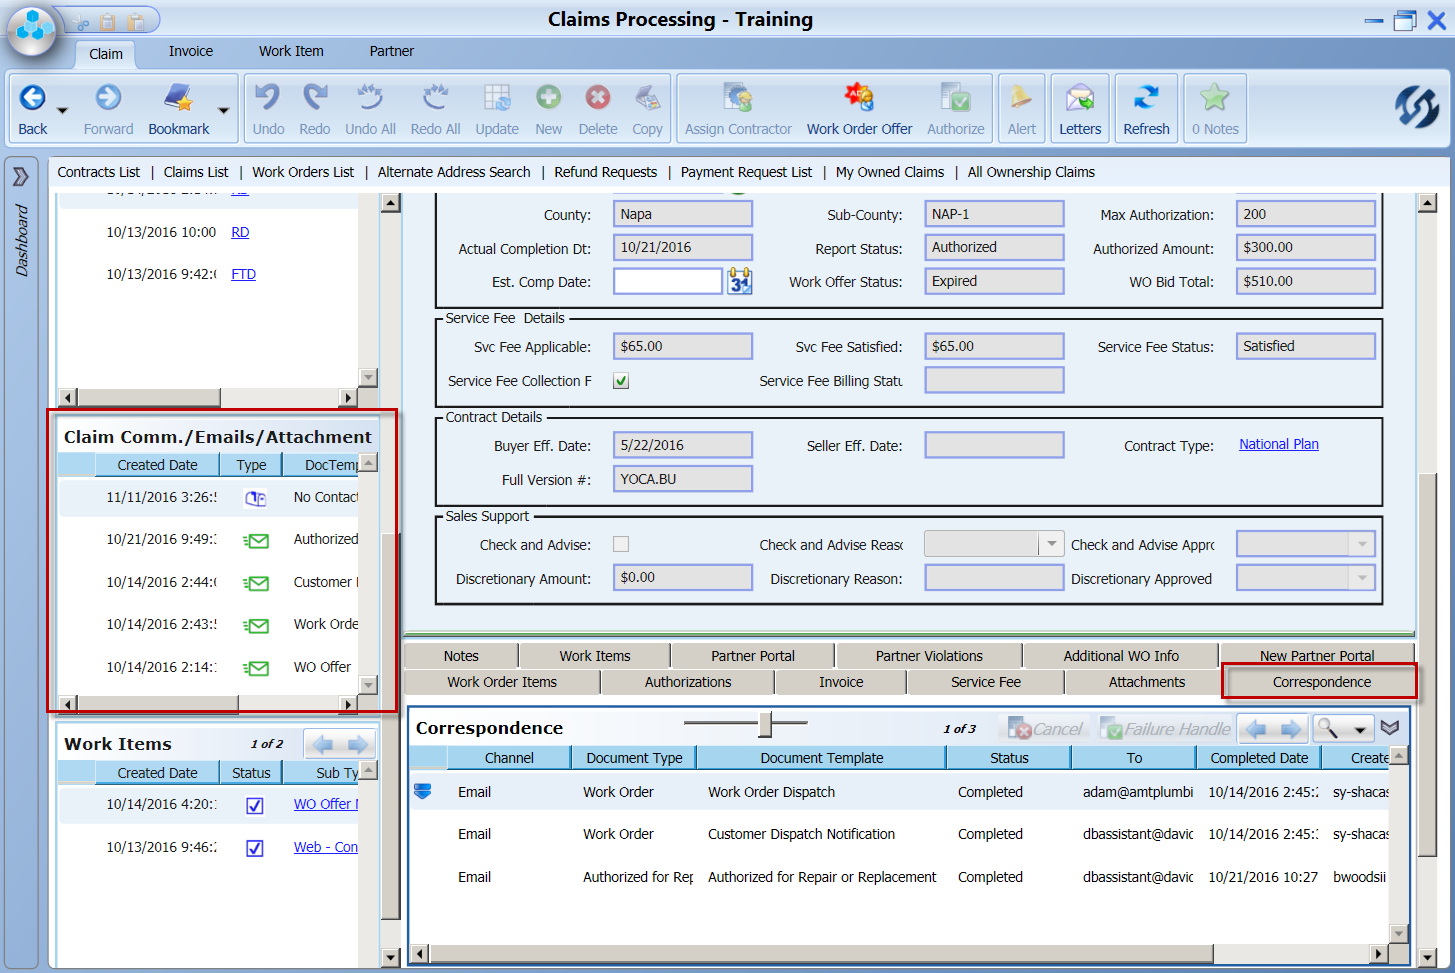 Claims Processing - Training
Claim Invoice Work Item Partner
Back Forward Bookmark Undo Redo Undo All Redo All Update New Delete Copy Assign Contractor Work Order Offer Authorize Alert Letters Refresh 0 Notes
Contracts List | Claims List | Work Orders List | Alternate Address Search | Refund Requests | Payment Request List | My Owned Claims | All Ownership Claims
Dashboard
10/13/2016 10:00 RD
10/13/2016 9:42:( FTD
Claim Comm./Emails/Attachment
Created Date Type DocTemp
11/11/2016 3:26:5 No Contact
10/21/2016 9:49: Authorized
10/14/2016 2:44:0 Customer
10/14/2016 2:43:5 Work Orde
10/14/2016 2:14: WO Offer
Work Items 1 of 2
Created Date Status Sub Ty
10/14/2016 4:20: WO Offer
10/13/2016 9:46: Web - Con
County: Napa Sub-County: NAP-1 Max Authorization: 200
Actual Completion Dt: 10/21/2016 Report Status: Authorized Authorized Amount: $300.00
Est. Comp Date: 31 Work Offer Status: Expired WO Bid Total: $510.00
Service Fee Details
Svc Fee Applicable: $65.00 Svc Fee Satisfied: $65.00 Service Fee Status: Satisfied
Service Fee Collection F Service Fee Billing Statu
Contract Details
Buyer Eff. Date: 5/22/2016 Seller Eff. Date: Contract Type: National Plan
Full Version #: YOCA.BU
Sales Support
Check and Advise: Check and Advise Reasc Check and Advise Apprc
Discretionary Amount: $0.00 Discretionary Reason: Discretionary Approved
Notes Work Items Partner Portal Partner Violations Additional WO Info New Partner Portal
Work Order Items Authorizations Invoice Service Fee Attachments Correspondence
Correspondence 1 of 3 Cancel Failure Handle
Channel Document Type Document Template Status To Completed Date Create
Email Work Order Work Order Dispatch Completed adam@amtplumbi 10/14/2016 2:45: sy-shacas
Email Work Order Customer Dispatch Notification Completed dbassistant@davic 10/14/2016 2:45: sy-shacas
Email Authorized for Rep Authorized for Repair or Replacement Completed dbassistant@davic 10/21/2016 10:27 bwoodsii